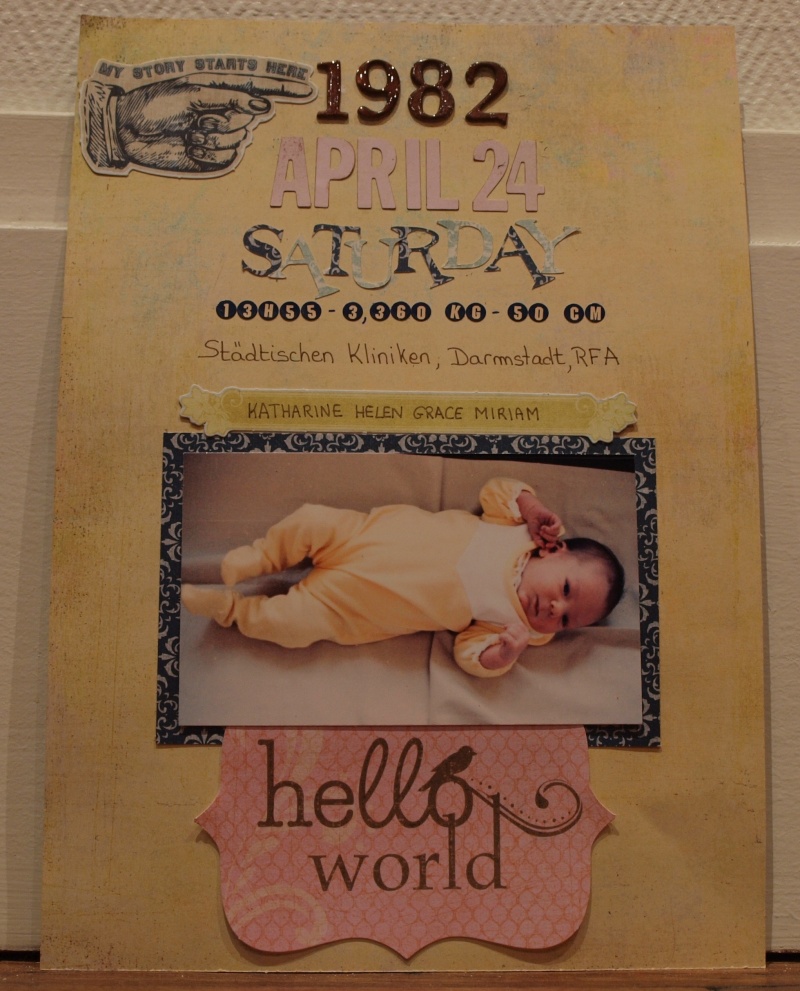 MY STORY STARTS HERE
1982
APRIL 24
SATURDAY
13H55 - 3,360 KG - 50 CM
Städtischen Kliniken, Darmstadt, RFA
KATHARINE HELEN GRACE MIRIAM
hello
world